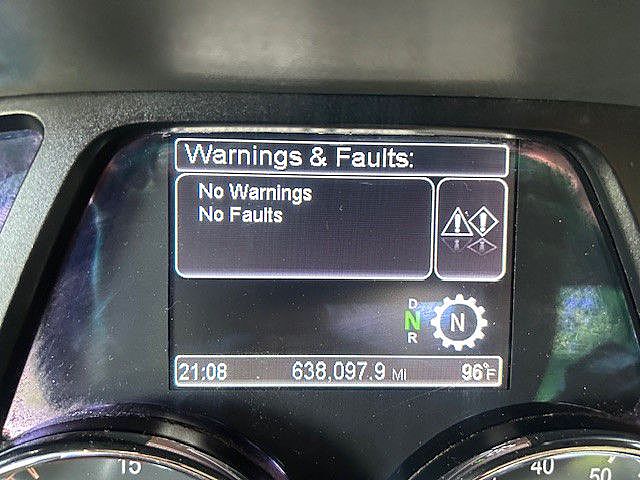 Warnings & Faults:
No Warnings
No Faults
D
N
R
N
21:08 638,097.9 MI 96°F
15
40
50